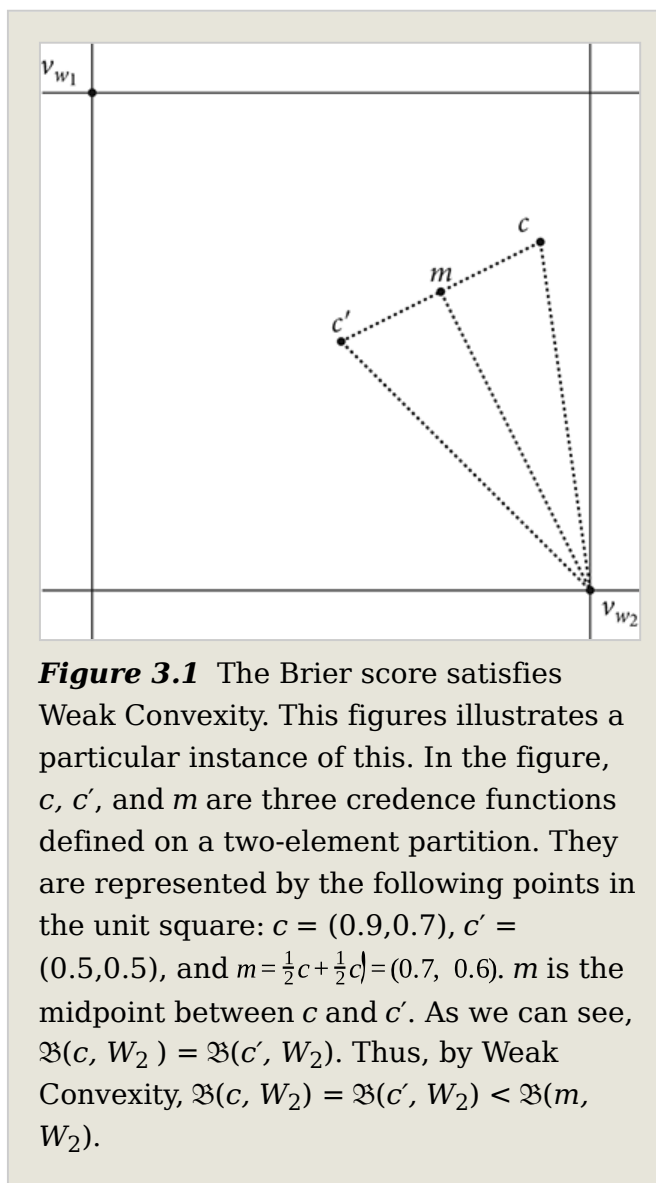 v_{w_1}
c
m
c′
v_{w_2}
Figure 3.1 The Brier score satisfies
Weak Convexity. This figures illustrates a
particular instance of this. In the figure,
c, c′, and m are three credence functions
defined on a two-element partition. They
are represented by the following points in
the unit square: c = (0.9,0.7), c′ =
(0.5,0.5), and m = ½c + ½c| = (0.7, 0.6). m is the
midpoint between c and c′. As we can see,
𝔅(c, W₂ ) = 𝔅(c′, W₂). Thus, by Weak
Convexity, 𝔅(c, W₂) = 𝔅(c′, W₂) < 𝔅(m,
W₂).